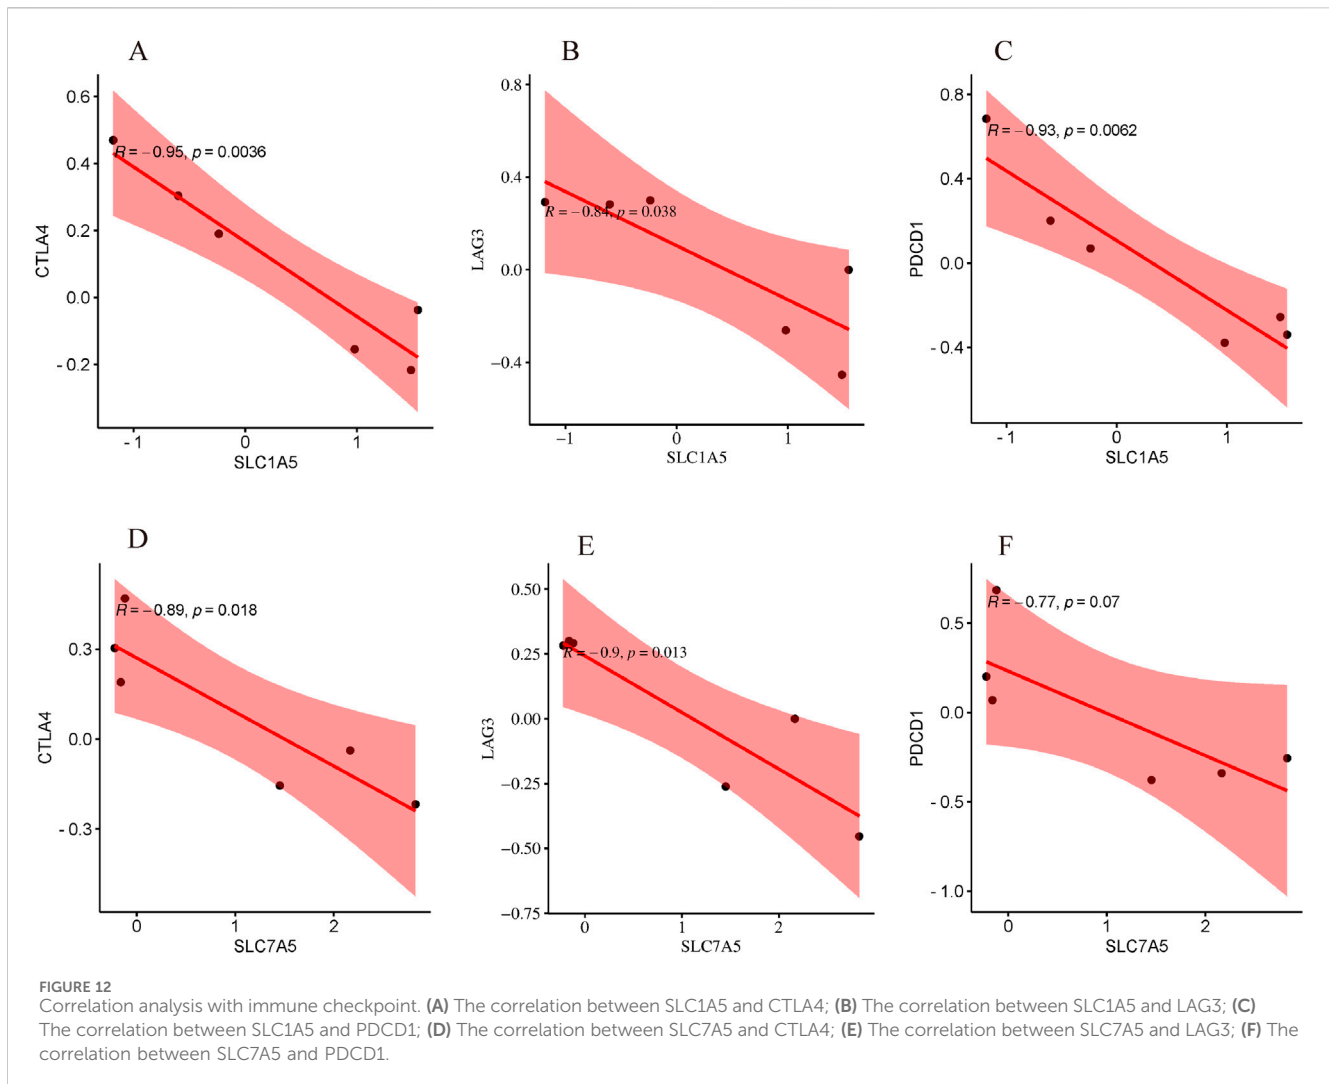 A
B
C
0.6
0.4
0.2
0.0
- 0.2
CTLA4
R = −0.95, p = 0.0036
- 1
0
1
SLC1A5
0.8
0.4
0.0
−0.4
LAG3
R = −0.84, p = 0.038
−1
0
1
SLC1A5
0.8
0.4
0.0
- 0.4
PDCD1
R = −0.93, p = 0.0062
- 1
0
1
SLC1A5
D
E
F
0.3
0.0
- 0.3
CTLA4
R = −0.89, p = 0.018
0
1
2
SLC7A5
0.50
0.25
0.00
−0.25
−0.50
−0.75
LAG3
R = −0.9, p = 0.013
0
1
2
SLC7A5
0.5
0.0
- 0.5
- 1.0
PDCD1
R = −0.77, p = 0.07
0
1
2
SLC7A5
FIGURE 12
Correlation analysis with immune checkpoint. (A) The correlation between SLC1A5 and CTLA4; (B) The correlation between SLC1A5 and LAG3; (C)
The correlation between SLC1A5 and PDCD1; (D) The correlation between SLC7A5 and CTLA4; (E) The correlation between SLC7A5 and LAG3; (F) The
correlation between SLC7A5 and PDCD1.